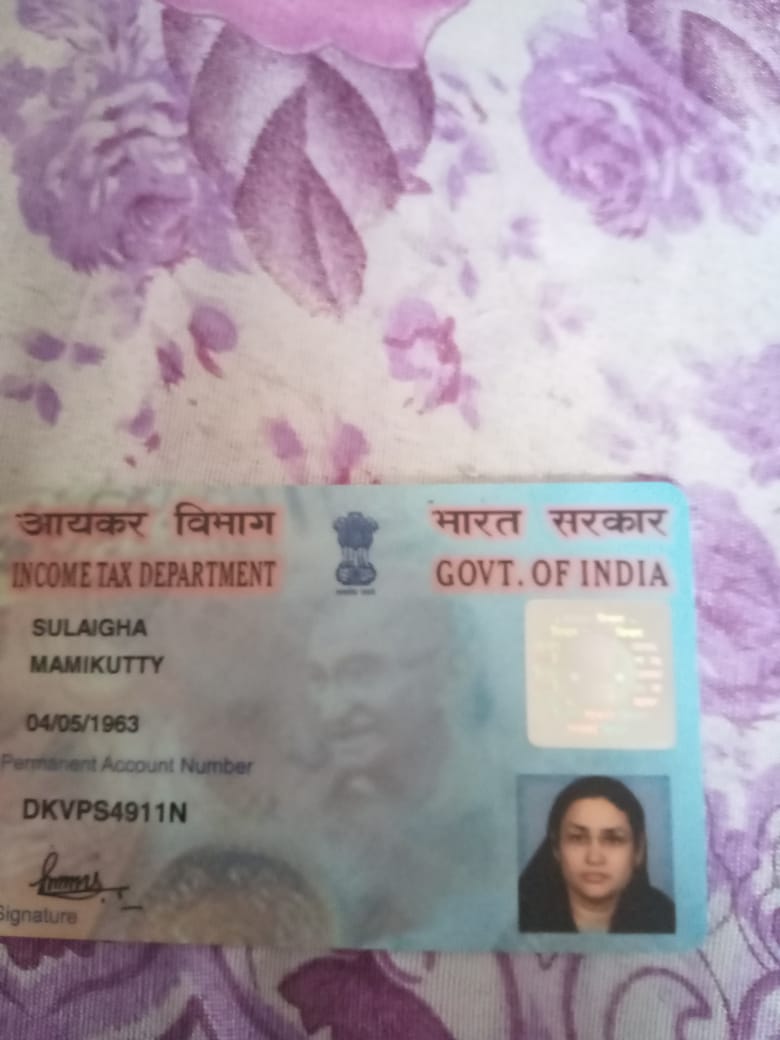 आयकर विभाग
INCOME TAX DEPARTMENT
भारत सरकार
GOVT. OF INDIA
SULAIGHA
MAMIKUTTY
04/05/1963
Permanent Account Number
DKVPS4911N
Signature